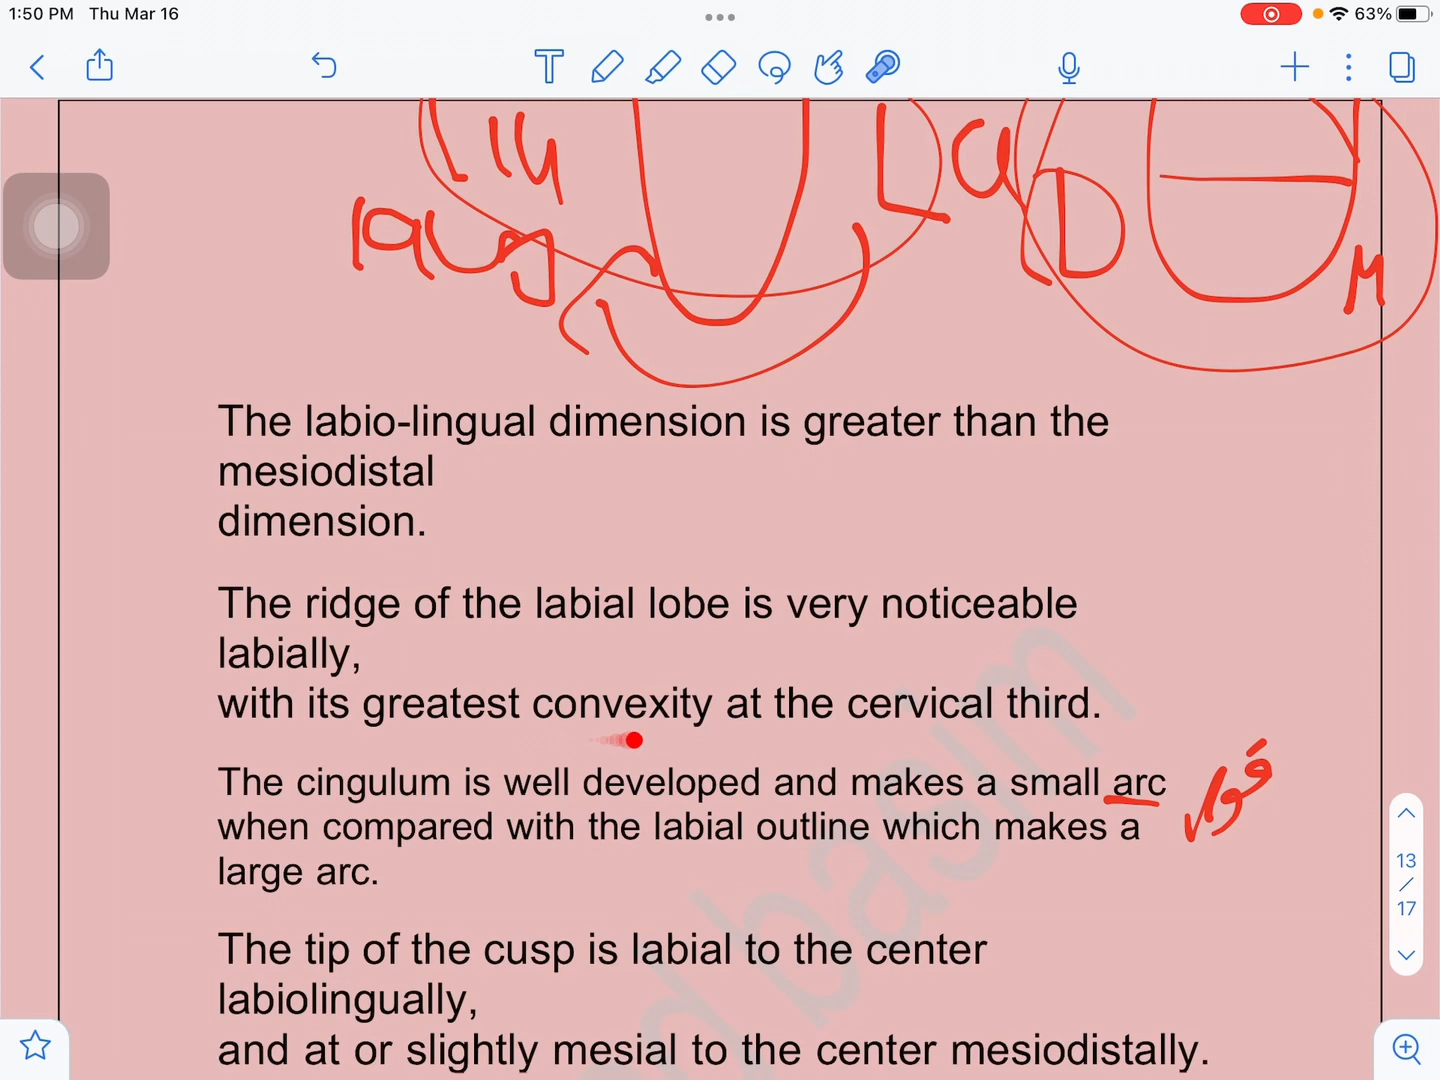 1:50 PM Thu Mar 16
63%
La
D
M
The labio-lingual dimension is greater than the
mesiodistal
dimension.
The ridge of the labial lobe is very noticeable
labially,
with its greatest convexity at the cervical third.
The cingulum is well developed and makes a small arc
when compared with the labial outline which makes a
large arc.
The tip of the cusp is labial to the center
labiolingually,
and at or slightly mesial to the center mesiodistally.
13
/
17
basim